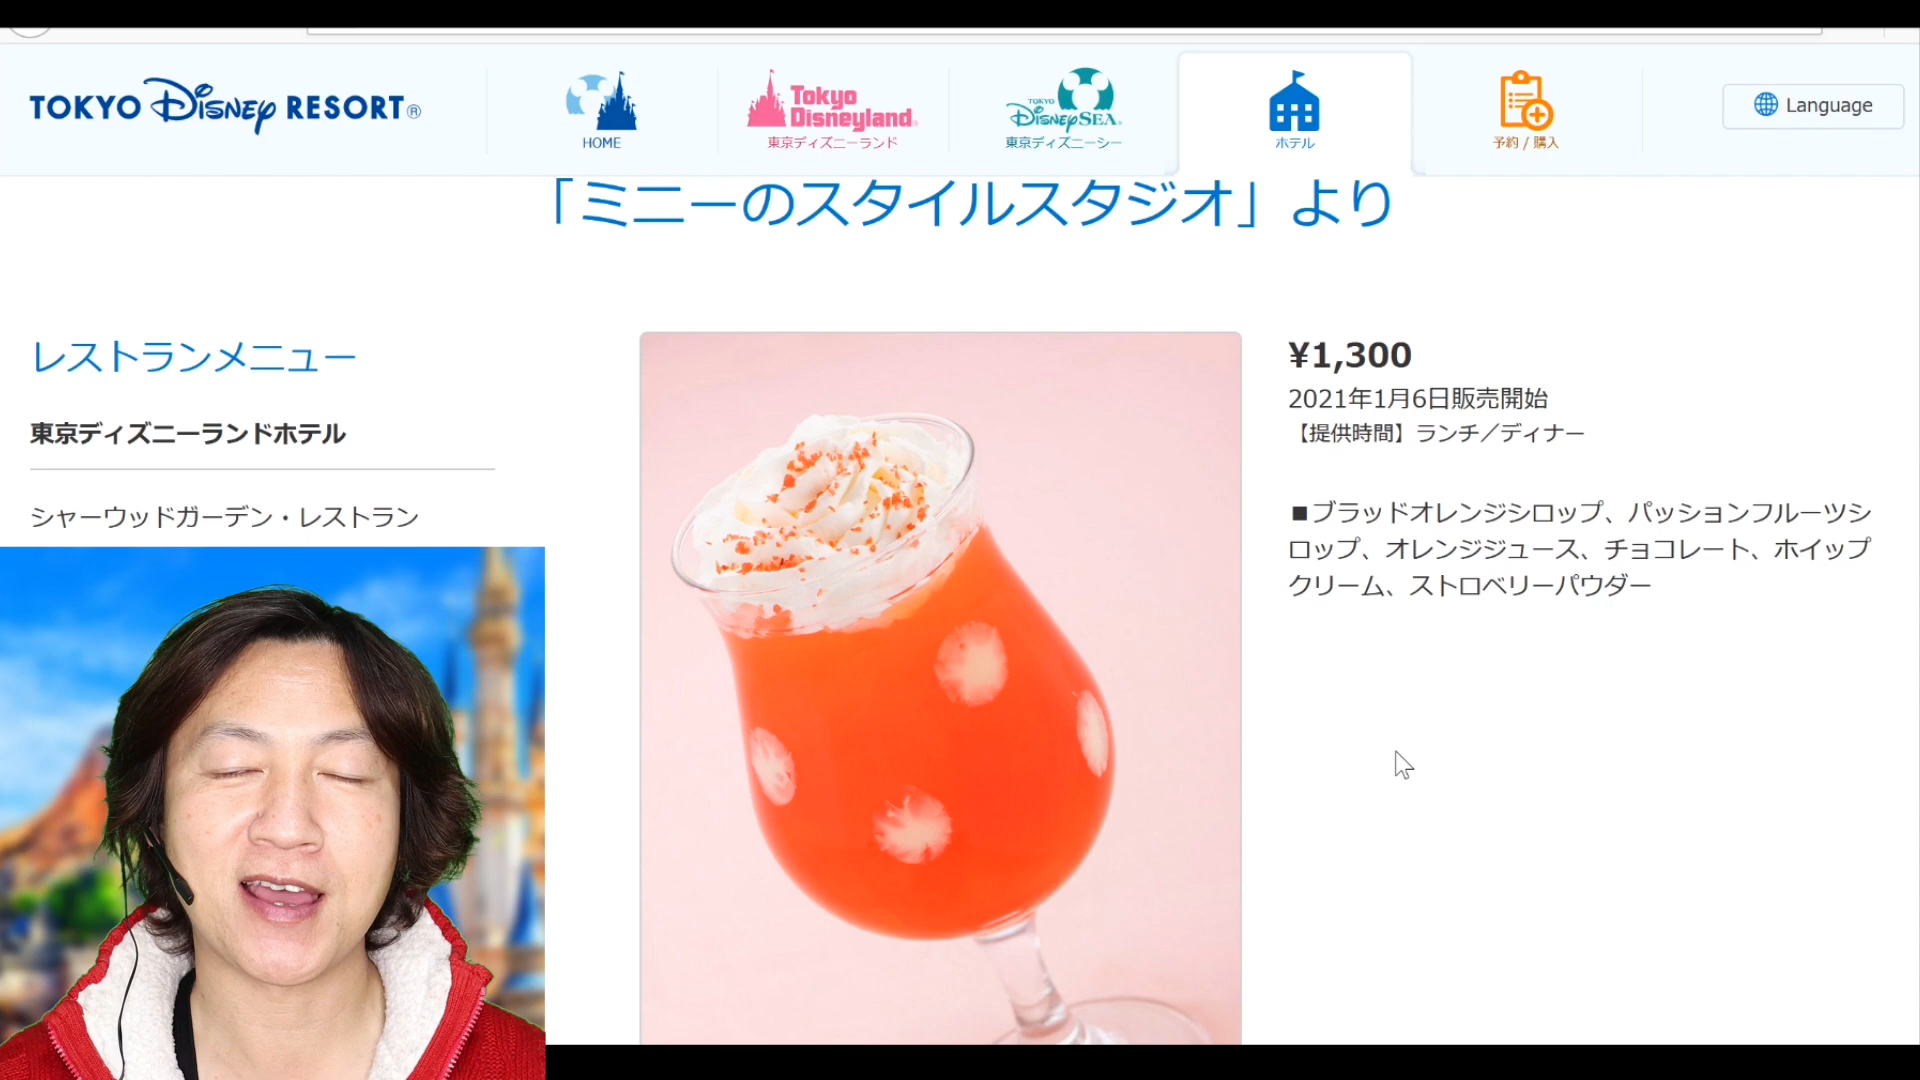 TOKYO Disney RESORT®
HOME
Tokyo Disneyland®
東京ディズニーランド
TOKYO DisneySEA®
東京ディズニーシー
ホテル
予約 / 購入
Language
「ミニーのスタイルスタジオ」より
レストランメニュー
東京ディズニーランドホテル
シャーウッドガーデン・レストラン
¥1,300
2021年1月6日販売開始
【提供時間】ランチ／ディナー
■ブラッドオレンジシロップ、パッションフルーツシ
ロップ、オレンジジュース、チョコレート、ホイップ
クリーム、ストロベリーパウダー